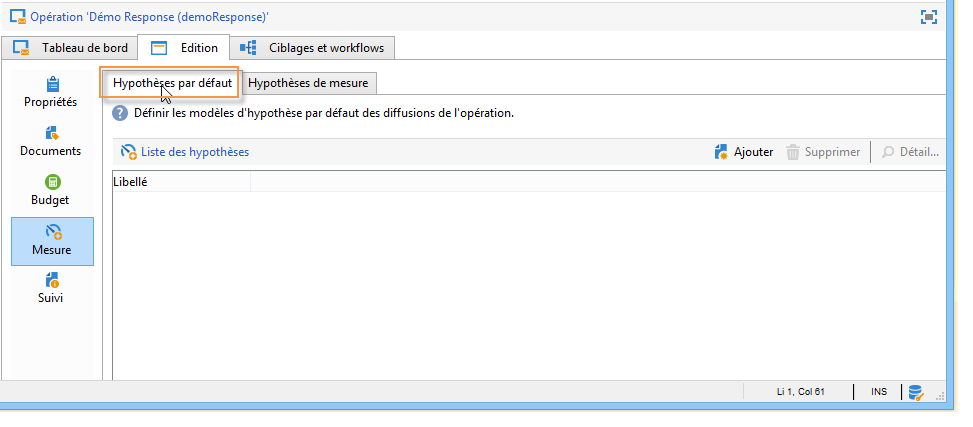 Opération 'Démo Response (demoResponse)'
Tableau de bord
Edition
Ciblages et workflows
Propriétés
Documents
Budget
Mesure
Suivi
Hypothèses par défaut
Hypothèses de mesure
? Définir les modèles d'hypothèse par défaut des diffusions de l'opération.
Liste des hypothèses
Ajouter
Supprimer
Détail...
Libellé
Li 1, Col 61
INS